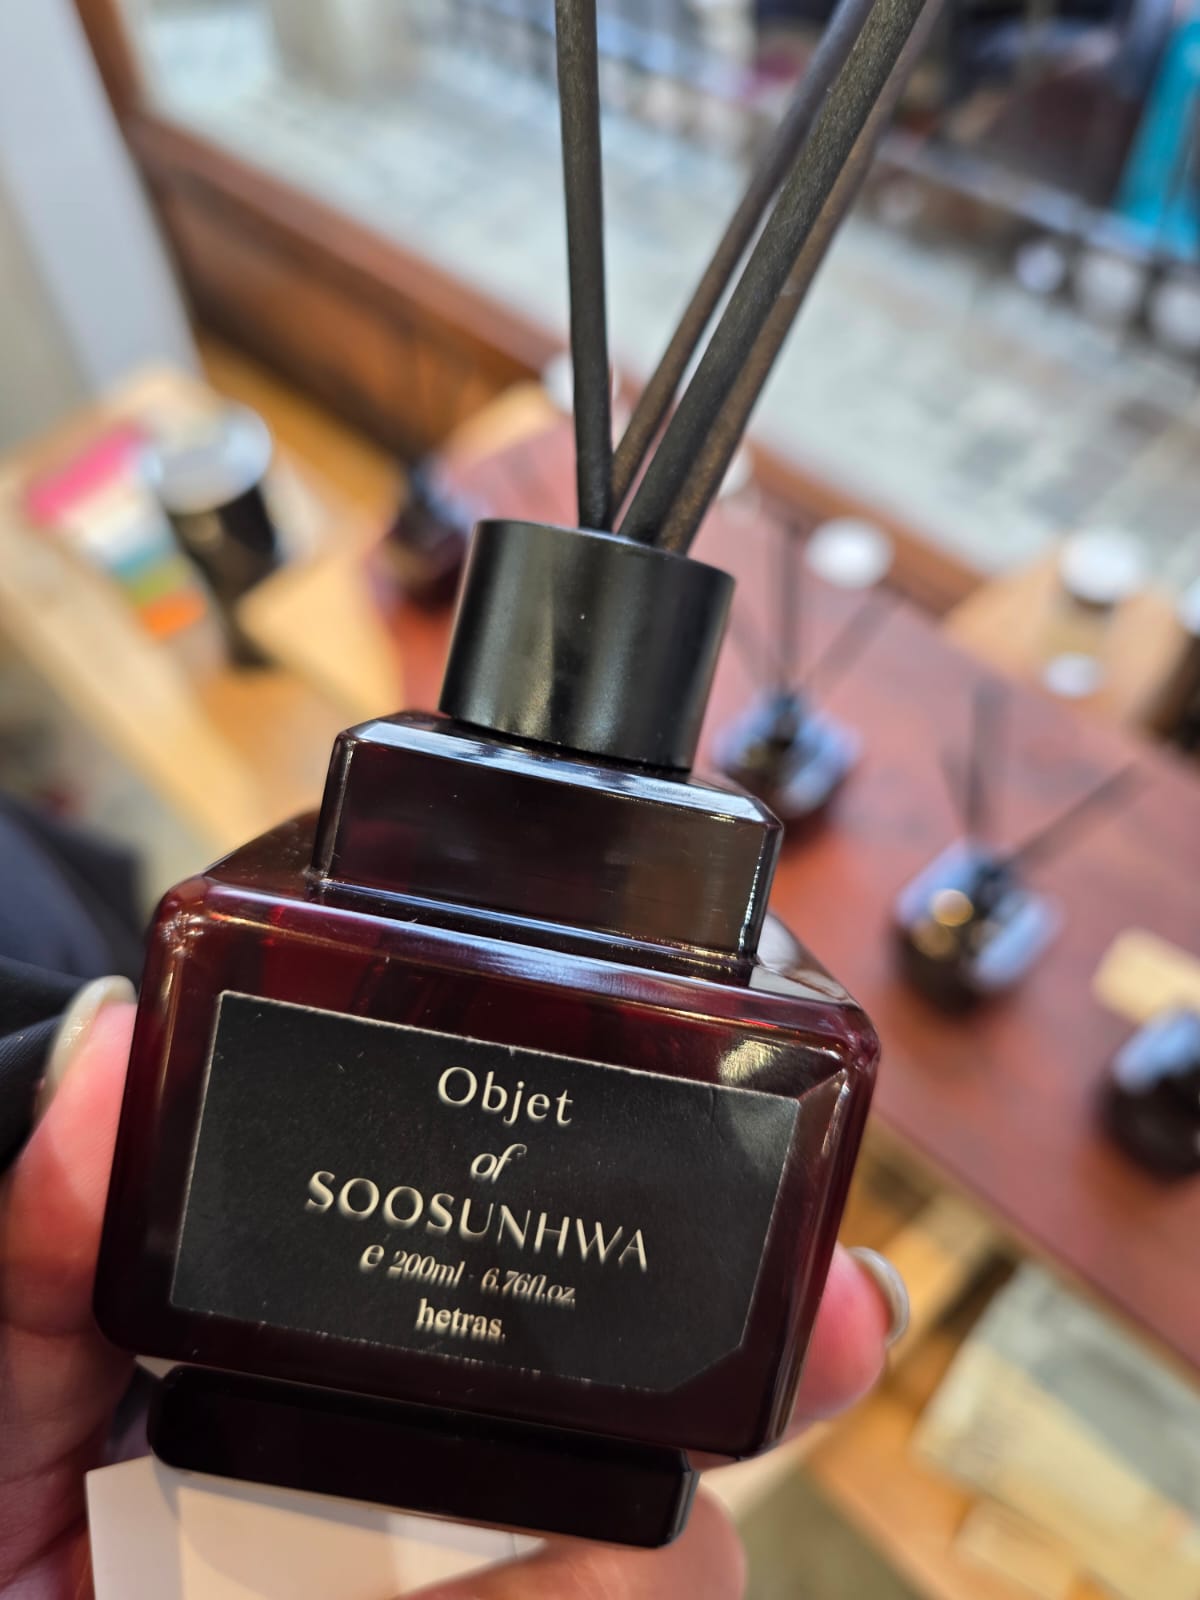 Objet
of
SOOSUNHWA
e 200ml · 6.76fl.oz.
hetras.